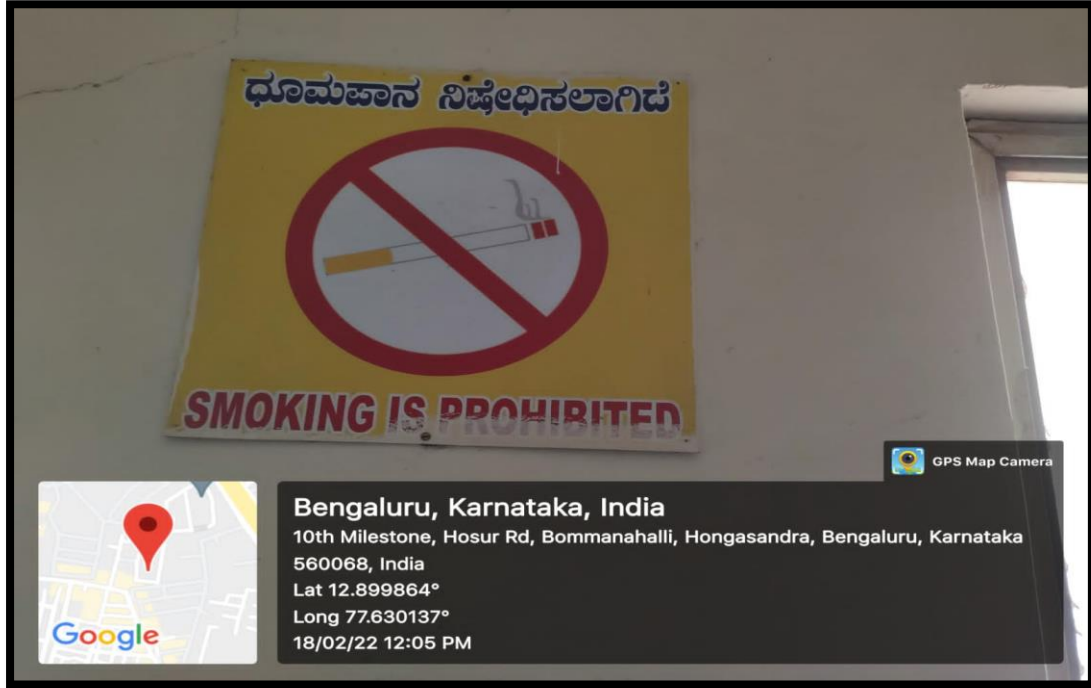 ಧೂಮಪಾನ ನಿಷೇಧಿಸಲಾಗಿದೆ
SMOKING IS PROHIBITED
GPS Map Camera
Bengaluru, Karnataka, India
10th Milestone, Hosur Rd, Bommanahalli, Hongasandra, Bengaluru, Karnataka
560068, India
Lat 12.899864°
Long 77.630137°
18/02/22 12:05 PM
Google